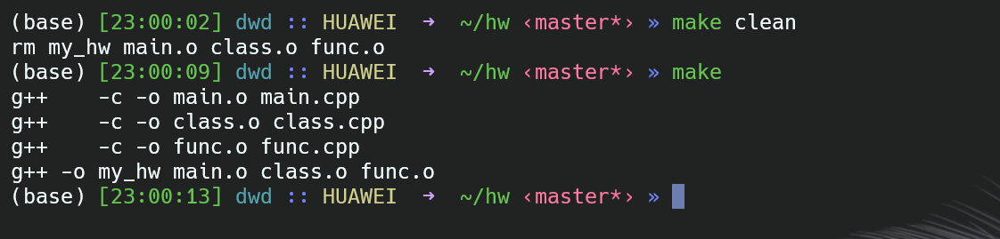 (base) [23:00:02] dwd :: HUAWEI ➜ ~/hw ‹master*› » make clean
rm my_hw main.o class.o func.o
(base) [23:00:09] dwd :: HUAWEI ➜ ~/hw ‹master*› » make
g++    -c -o main.o main.cpp
g++    -c -o class.o class.cpp
g++    -c -o func.o func.cpp
g++ -o my_hw main.o class.o func.o
(base) [23:00:13] dwd :: HUAWEI ➜ ~/hw ‹master*› »